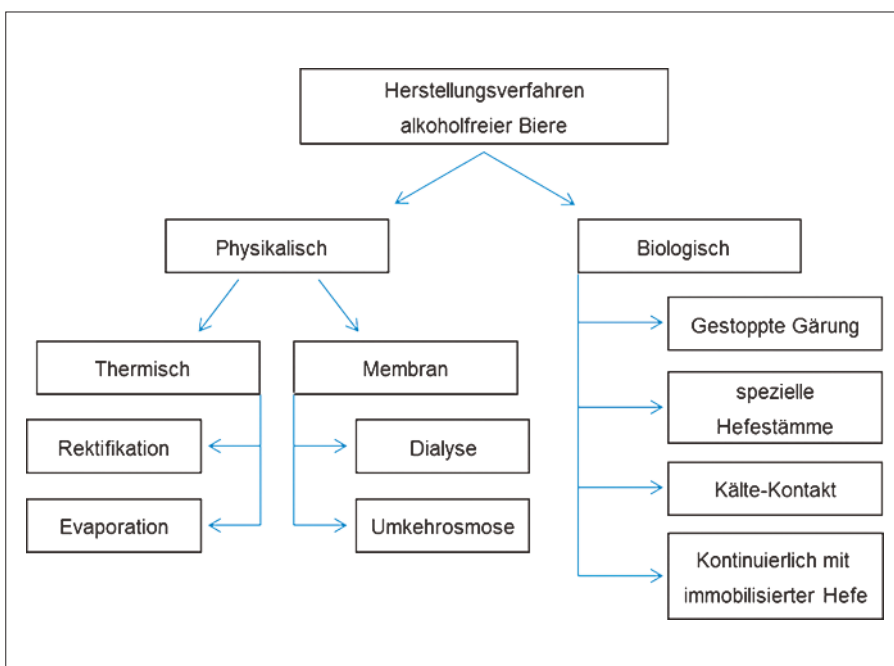 Herstellungsverfahren
alkoholfreier Biere
Physikalisch
Biologisch
Thermisch
Membran
Rektifikation
Evaporation
Dialyse
Umkehrosmose
Gestoppte Gärung
spezielle
Hefestämme
Kälte-Kontakt
Kontinuierlich mit
immobilisierter Hefe